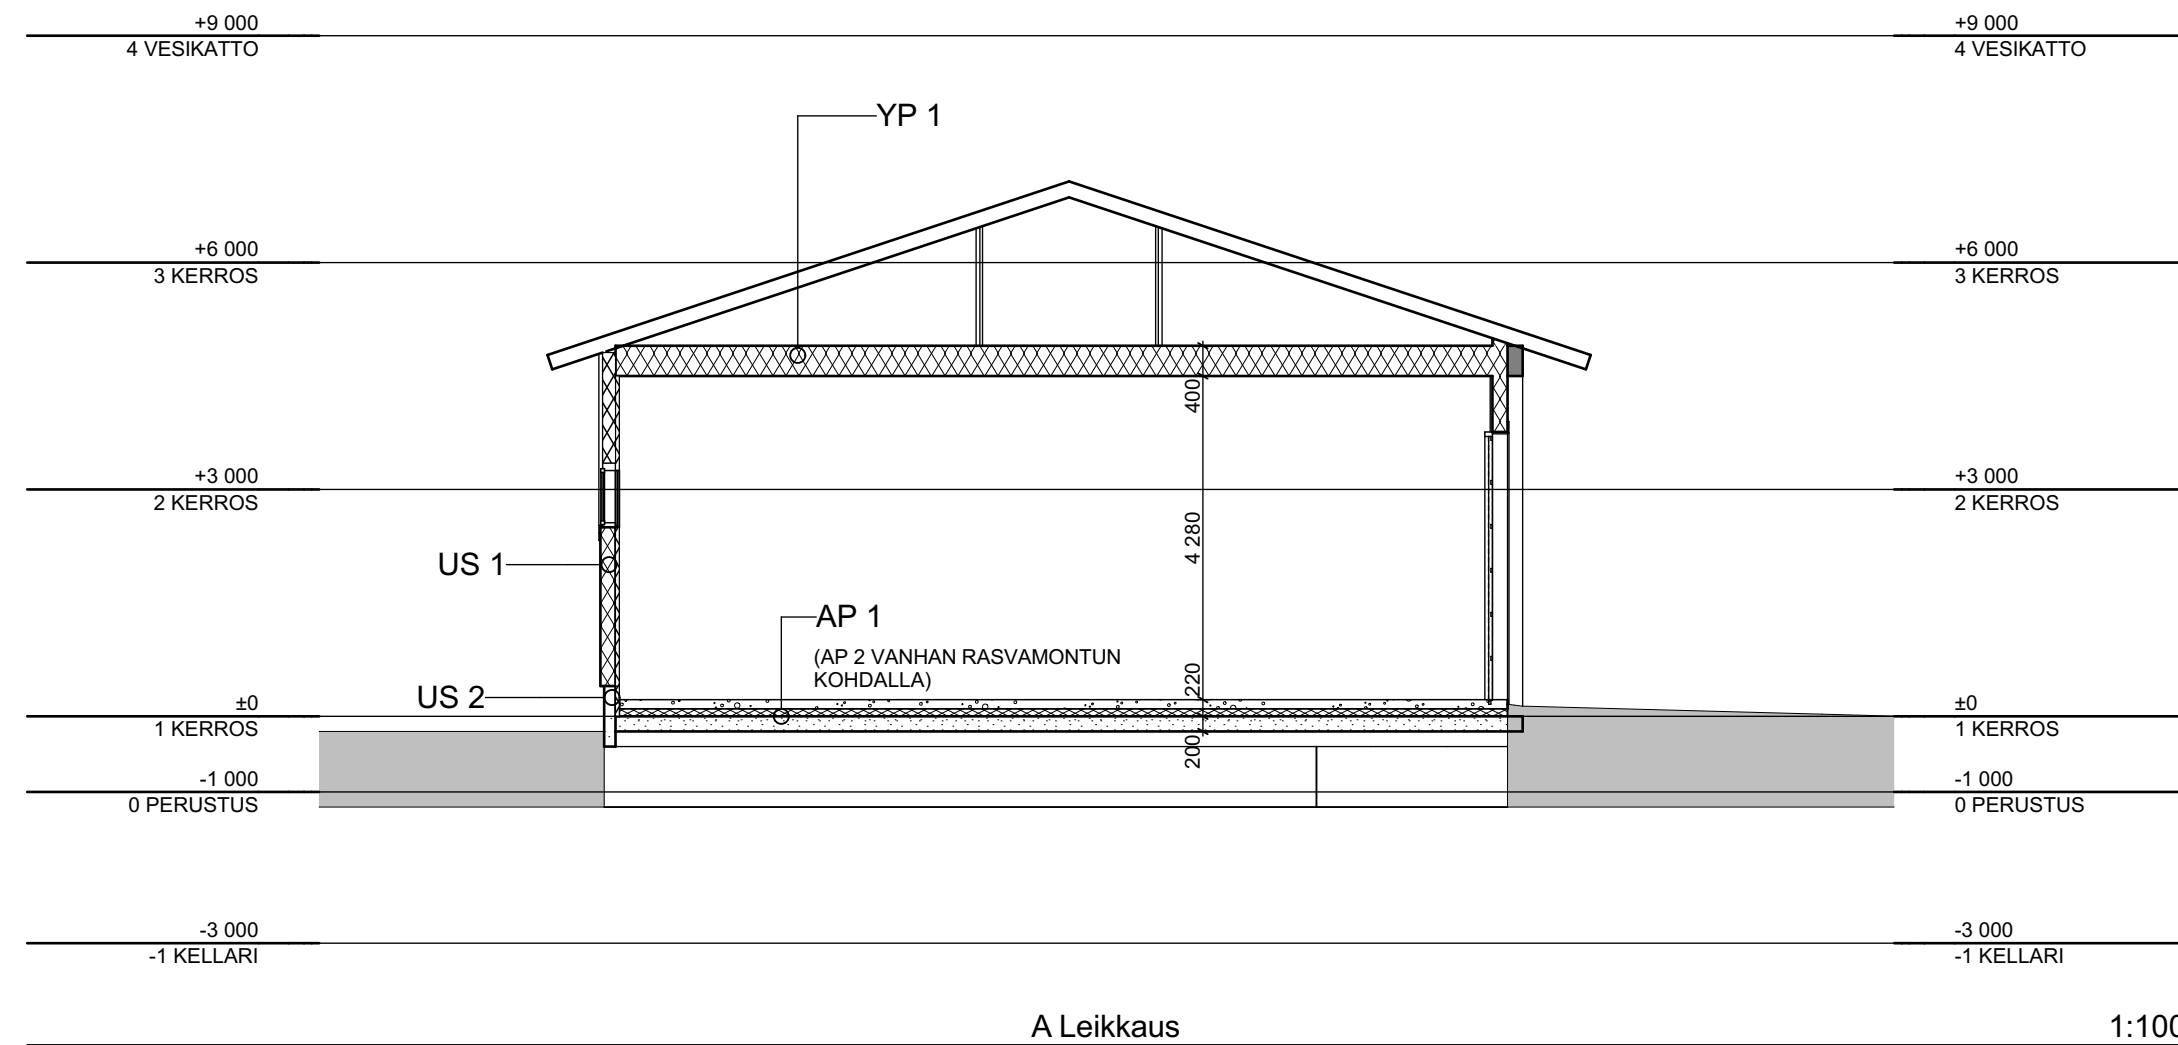 +9 000
4 VESIKATTO
+9 000
4 VESIKATTO
YP 1
+6 000
3 KERROS
+6 000
3 KERROS
400
+3 000
2 KERROS
+3 000
2 KERROS
4 280
US 1
AP 1
(AP 2 VANHAN RASVAMONTUN
KOHDALLA)
220
US 2
±0
1 KERROS
±0
1 KERROS
200
-1 000
0 PERUSTUS
-1 000
0 PERUSTUS
-3 000
-1 KELLARI
-3 000
-1 KELLARI
A Leikkaus
1:100